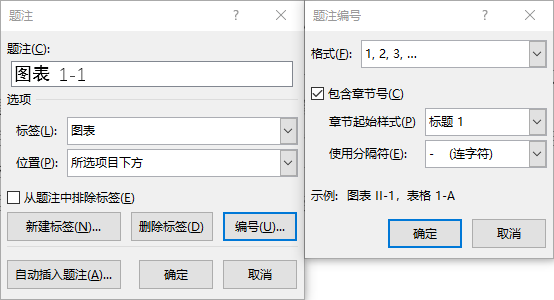 题注
题注(C):
图表 1-1
选项
标签(L): 图表
位置(P): 所选项目下方
从题注中排除标签(E)
新建标签(N)... 删除标签(D) 编号(U)...
自动插入题注(A)... 确定 取消
题注编号
格式(F): 1, 2, 3, ...
包含章节号(C)
章节起始样式(P) 标题 1
使用分隔符(E): - (连字符)
示例: 图表 II-1，表格 1-A
确定 取消